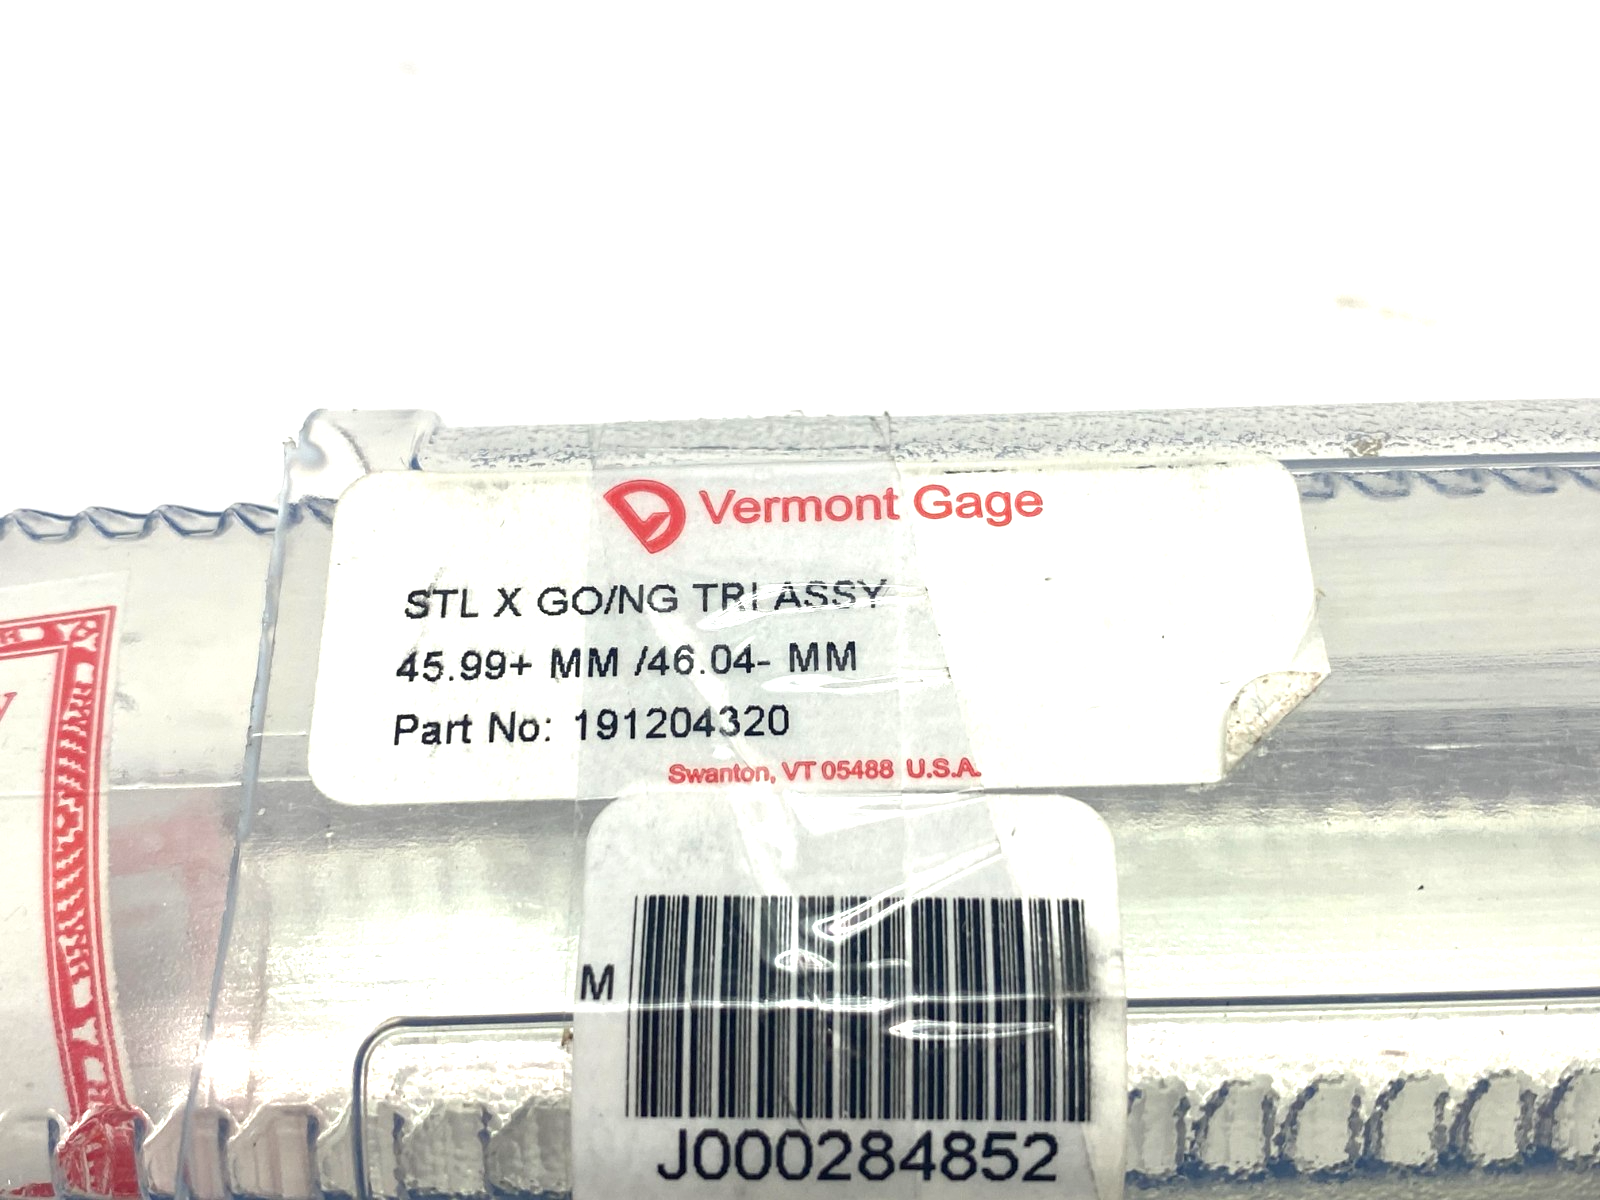 Vermont Gage
STL X GO/NG TRI ASSY
45.99+ MM /46.04- MM
Part No: 191204320
Swanton, VT 05488 U.S.A.
M
J000284852